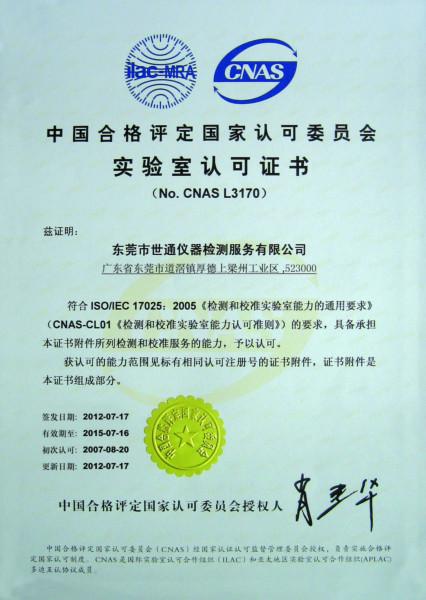 ilac-MRA
CNAS
中国合格评定国家认可委员会
实验室认可证书
（No. CNAS L3170）
兹证明：
东莞市世通仪器检测服务有限公司
广东省东莞市道滘镇厚德上梁州工业区 ,523000
符合 ISO/IEC 17025：2005《检测和校准实验室能力的通用要求》
（CNAS-CL01《检测和校准实验室能力认可准则》）的要求，具备承担
本证书附件所列检测和校准服务的能力，予以认可。
获认可的能力范围见标有相同认可注册号的证书附件，证书附件是
本证书组成部分。
签发日期: 2012-07-17
有效期至: 2015-07-16
初次认可: 2007-08-20
更新日期: 2012-07-17
中国合格评定国家认可委员会
中国合格评定国家认可委员会授权人
中国合格评定国家认可委员会（CNAS）经国家认证认可监督管理委员会授权，负责实施合格评
定国家认可制度。CNAS是国际实验室认可合作组织（ILAC）和亚太地区实验室认可合作组织(APLAC)
多边互认协议成员。